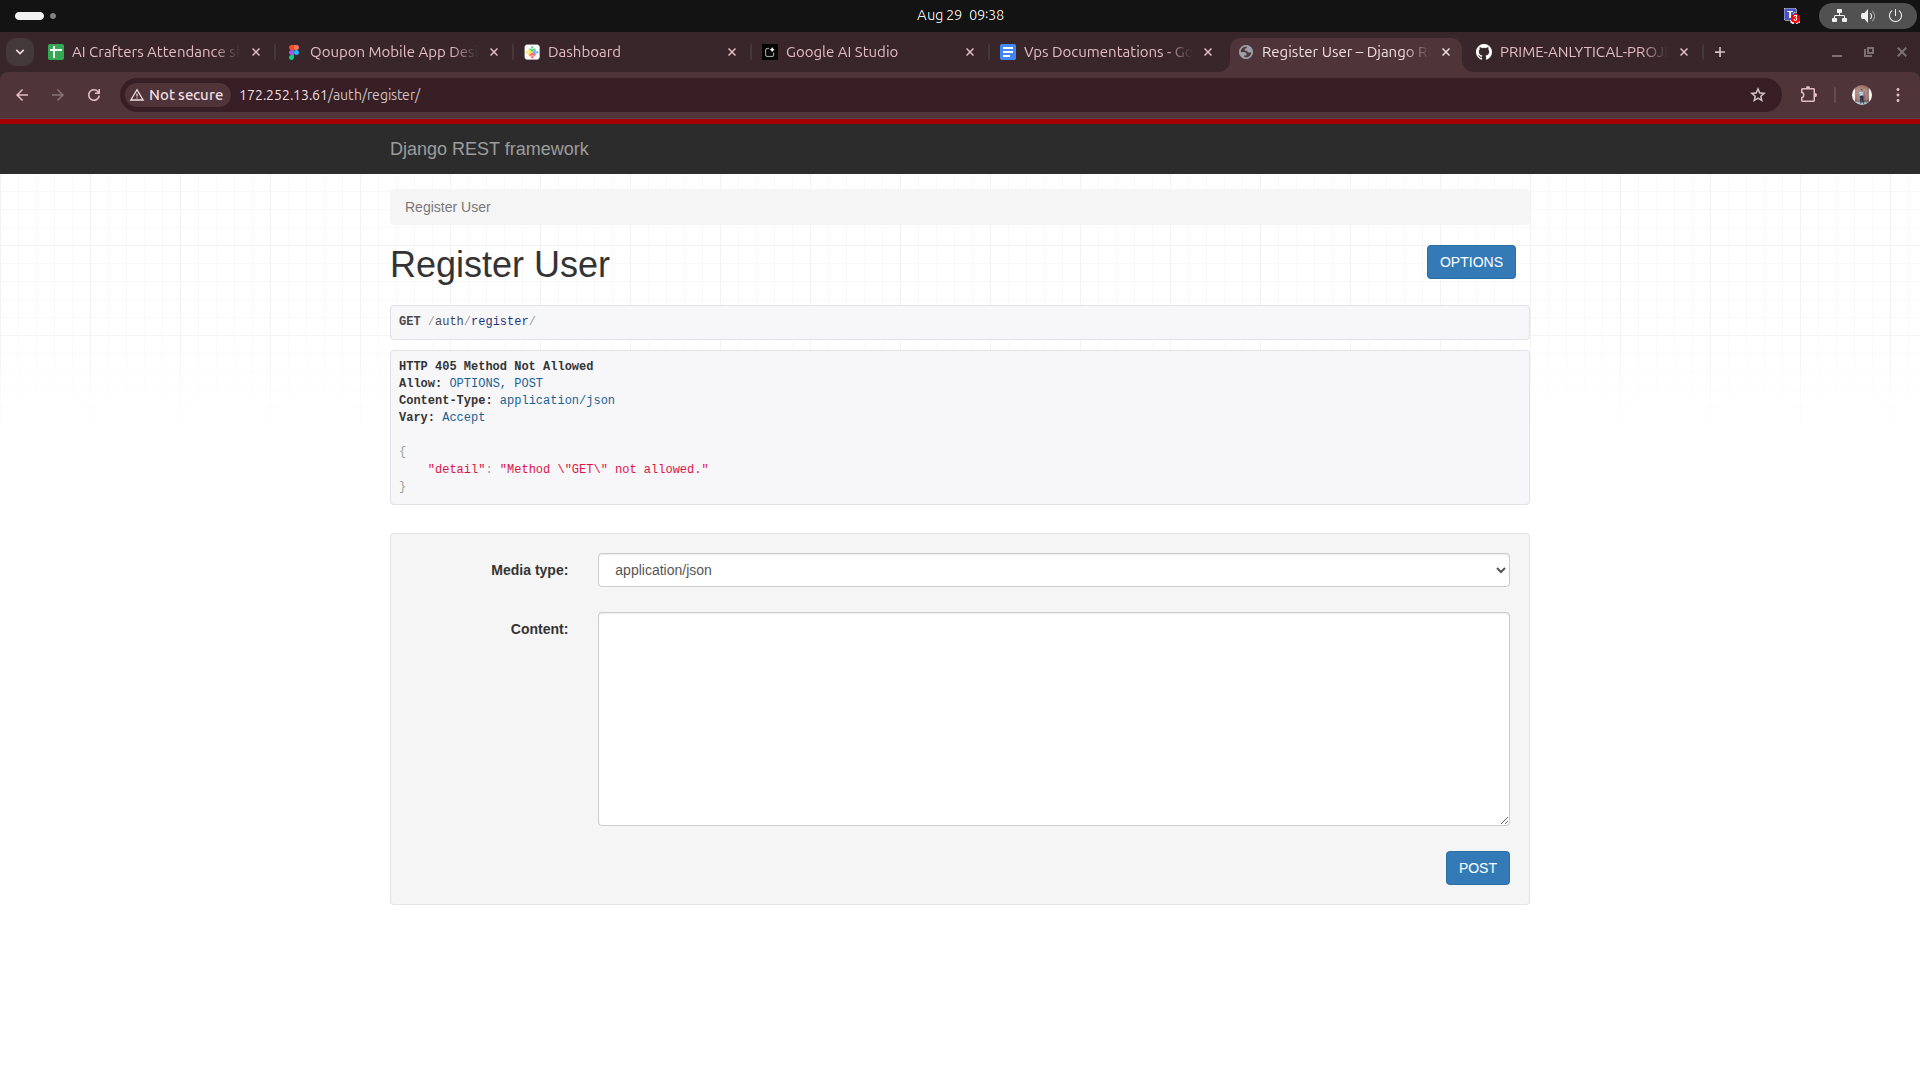 Aug 29 09:38
AI Crafters Attendance s
Qoupon Mobile App Des
Dashboard
Google AI Studio
Vps Documentations - Go
Register User – Django R
PRIME-ANLYTICAL-PROJ
Not secure
172.252.13.61/auth/register/
Django REST framework
Register User
Register User
OPTIONS
GET /auth/register/
HTTP 405 Method Not Allowed
Allow: OPTIONS, POST
Content-Type: application/json
Vary: Accept
{
"detail": "Method \"GET\" not allowed."
}
Media type:
application/json
Content:
POST